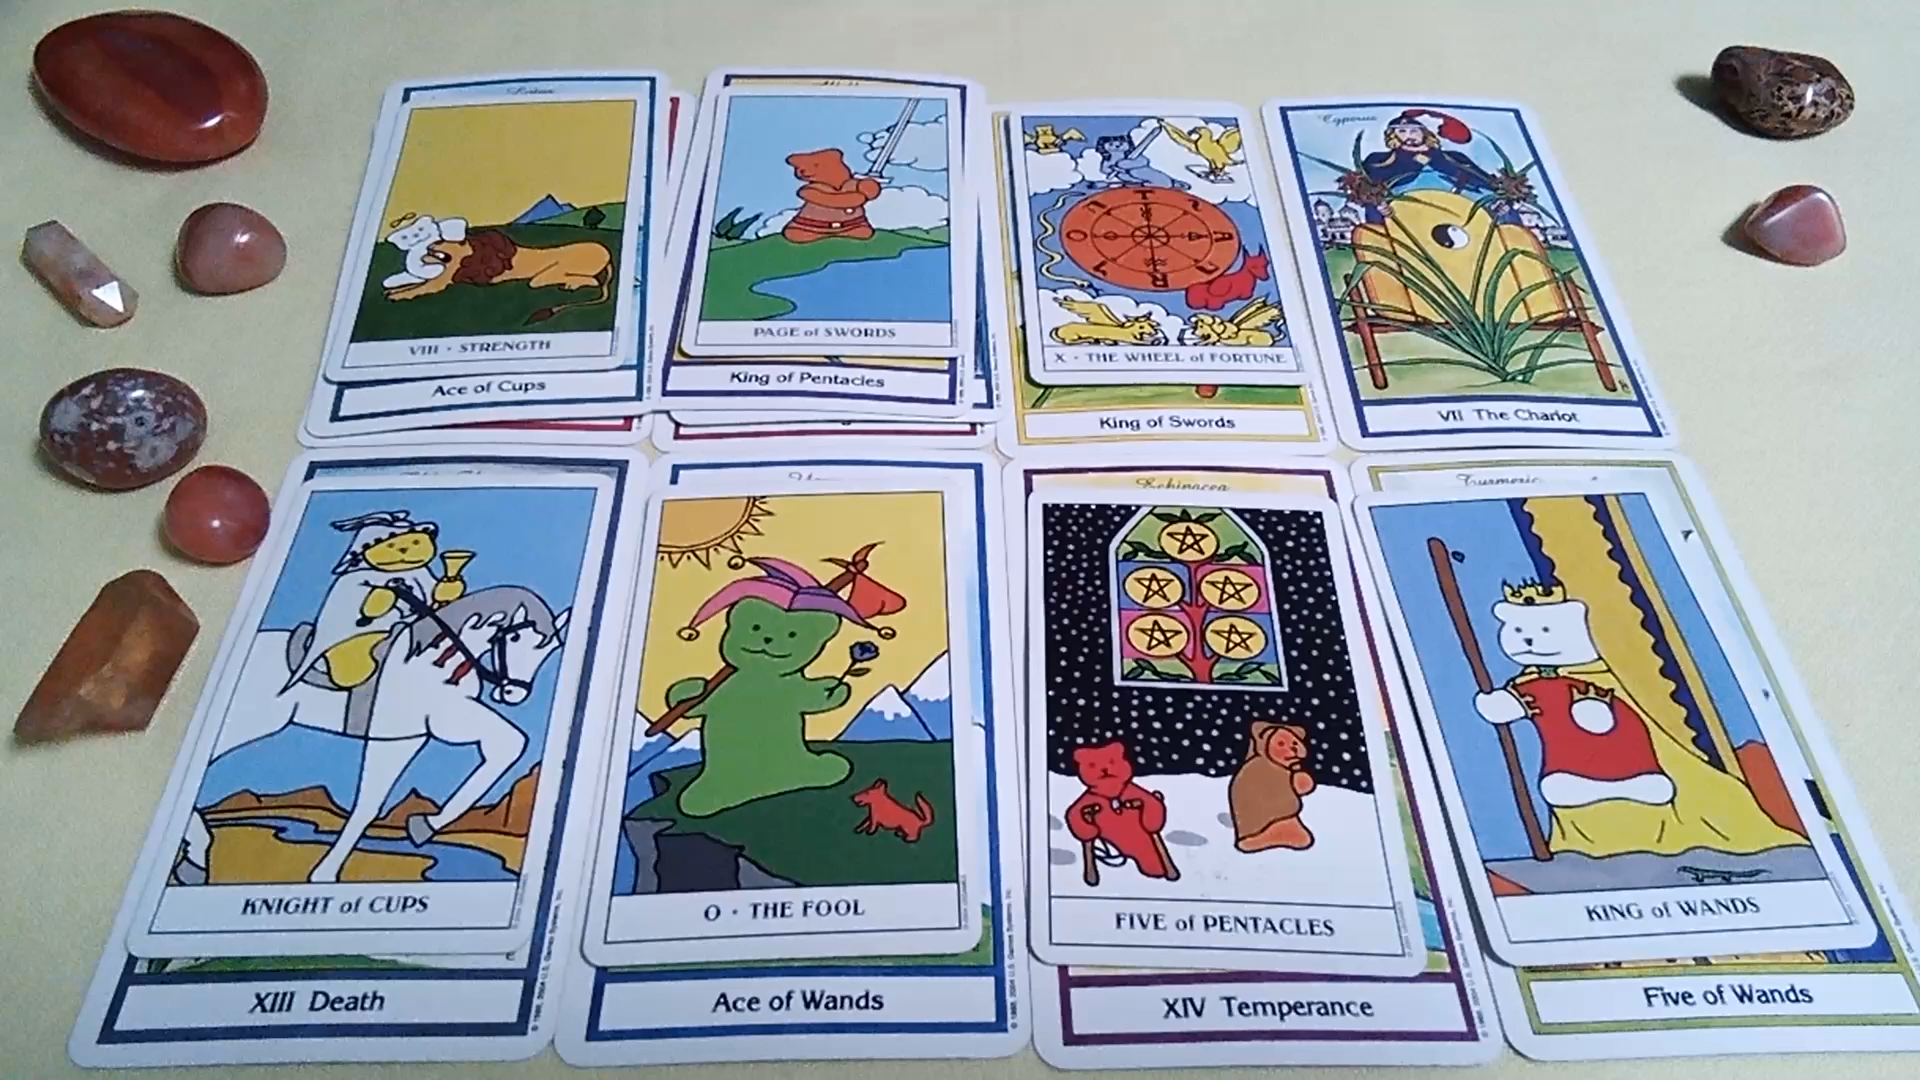 VIII · STRENGTH
Ace of Cups
PAGE of SWORDS
King of Pentacles
X · THE WHEEL of FORTUNE
King of Swords
VII The Chariot
KNIGHT of CUPS
XIII Death
O · THE FOOL
Ace of Wands
Echinacea
FIVE of PENTACLES
XIV Temperance
Turmeric
KING of WANDS
Five of Wands